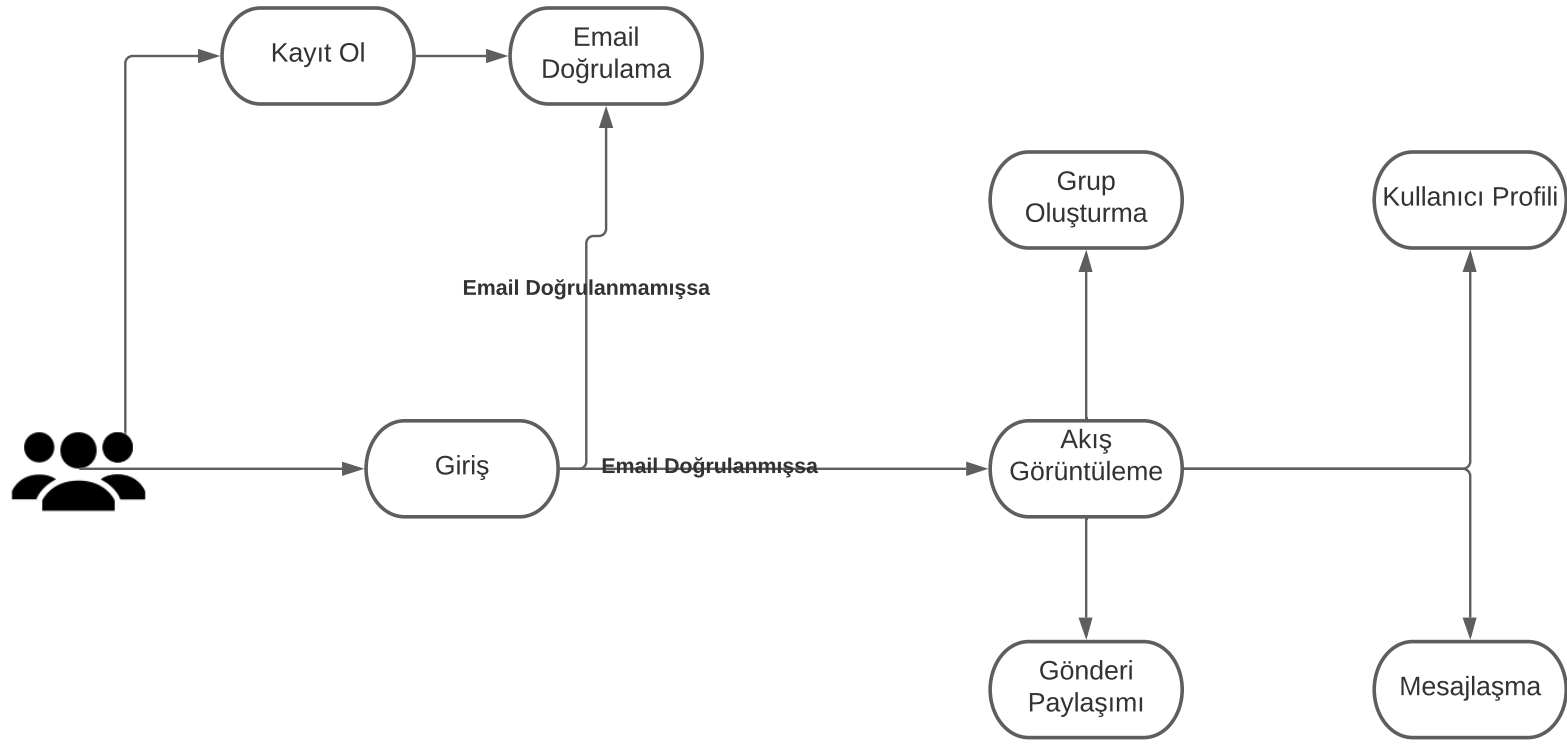 Kayıt Ol
Email
Doğrulama
Grup
Oluşturma
Kullanıcı Profili
Email Doğrulanmamışsa
Giriş
Email Doğrulanmışsa
Akış
Görüntüleme
Gönderi
Paylaşımı
Mesajlaşma